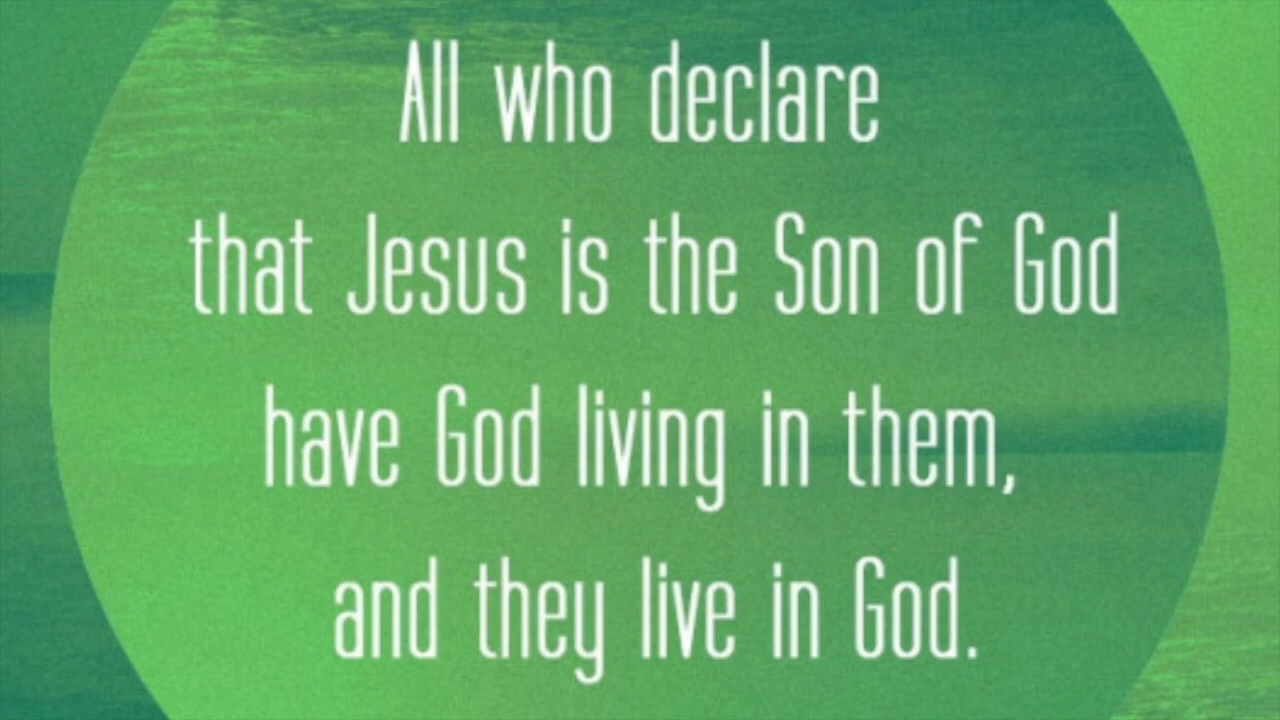 All who declare
that Jesus is the Son of God
have God living in them,
and they live in God.